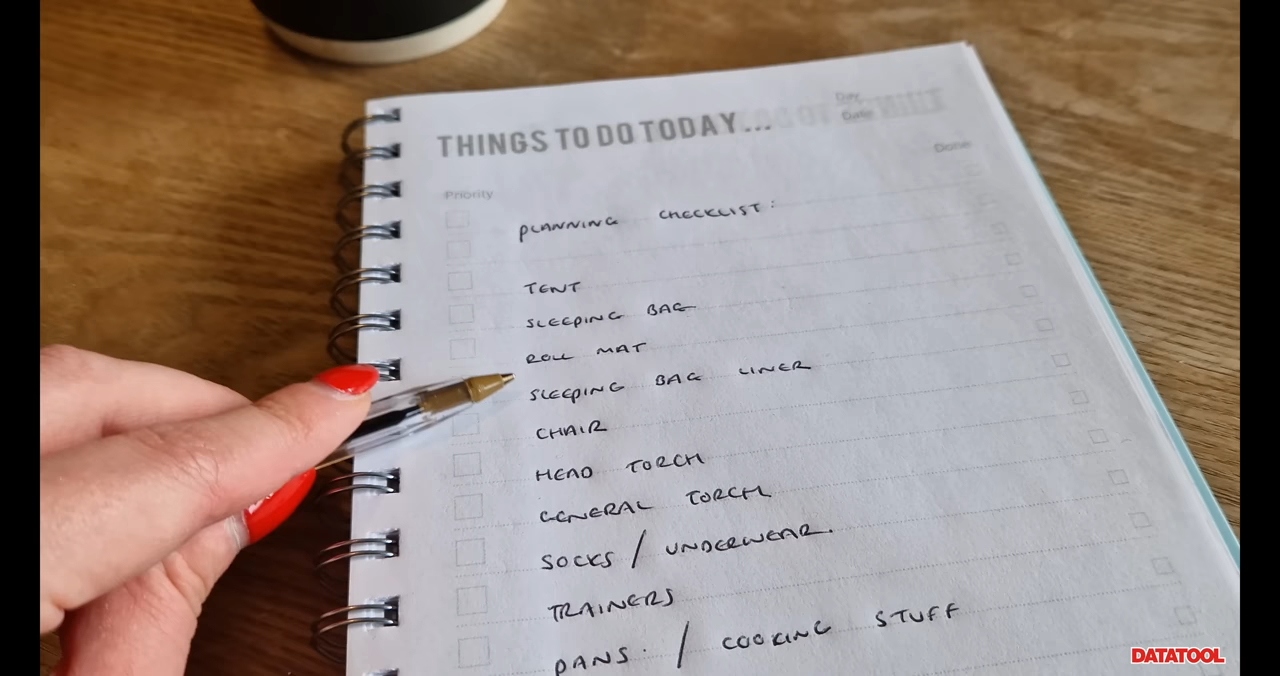 THINGS TO DO TODAY...
Day
Date
Done
Priority
PLANNING CHECKLIST:
TENT
SLEEPING BAG
ROLL MAT
SLEEPING BAG LINER
CHAIR
HEAD TORCH
GENERAL TORCH
SOCKS / UNDERWEAR.
TRAINERS
PANS. / COOKING STUFF
DATATOOL